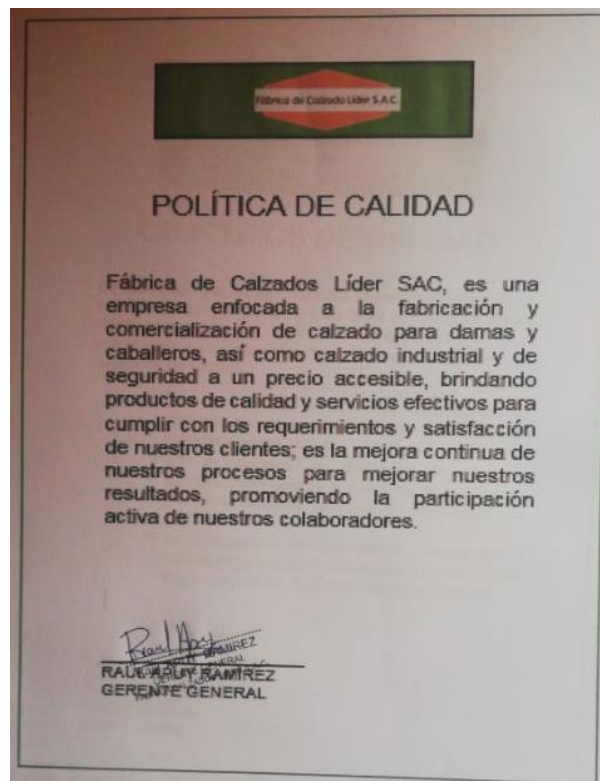 Fábrica de Calzado Líder S.A.C.
POLÍTICA DE CALIDAD
Fábrica de Calzados Líder SAC, es una
empresa enfocada a la fabricación y
comercialización de calzado para damas y
caballeros, así como calzado industrial y de
seguridad a un precio accesible, brindando
productos de calidad y servicios efectivos para
cumplir con los requerimientos y satisfacción
de nuestros clientes; es la mejora continua de
nuestros procesos para mejorar nuestros
resultados, promoviendo la participación
activa de nuestros colaboradores.
RAÚL APUY RAMÍREZ
GERENTE GENERAL